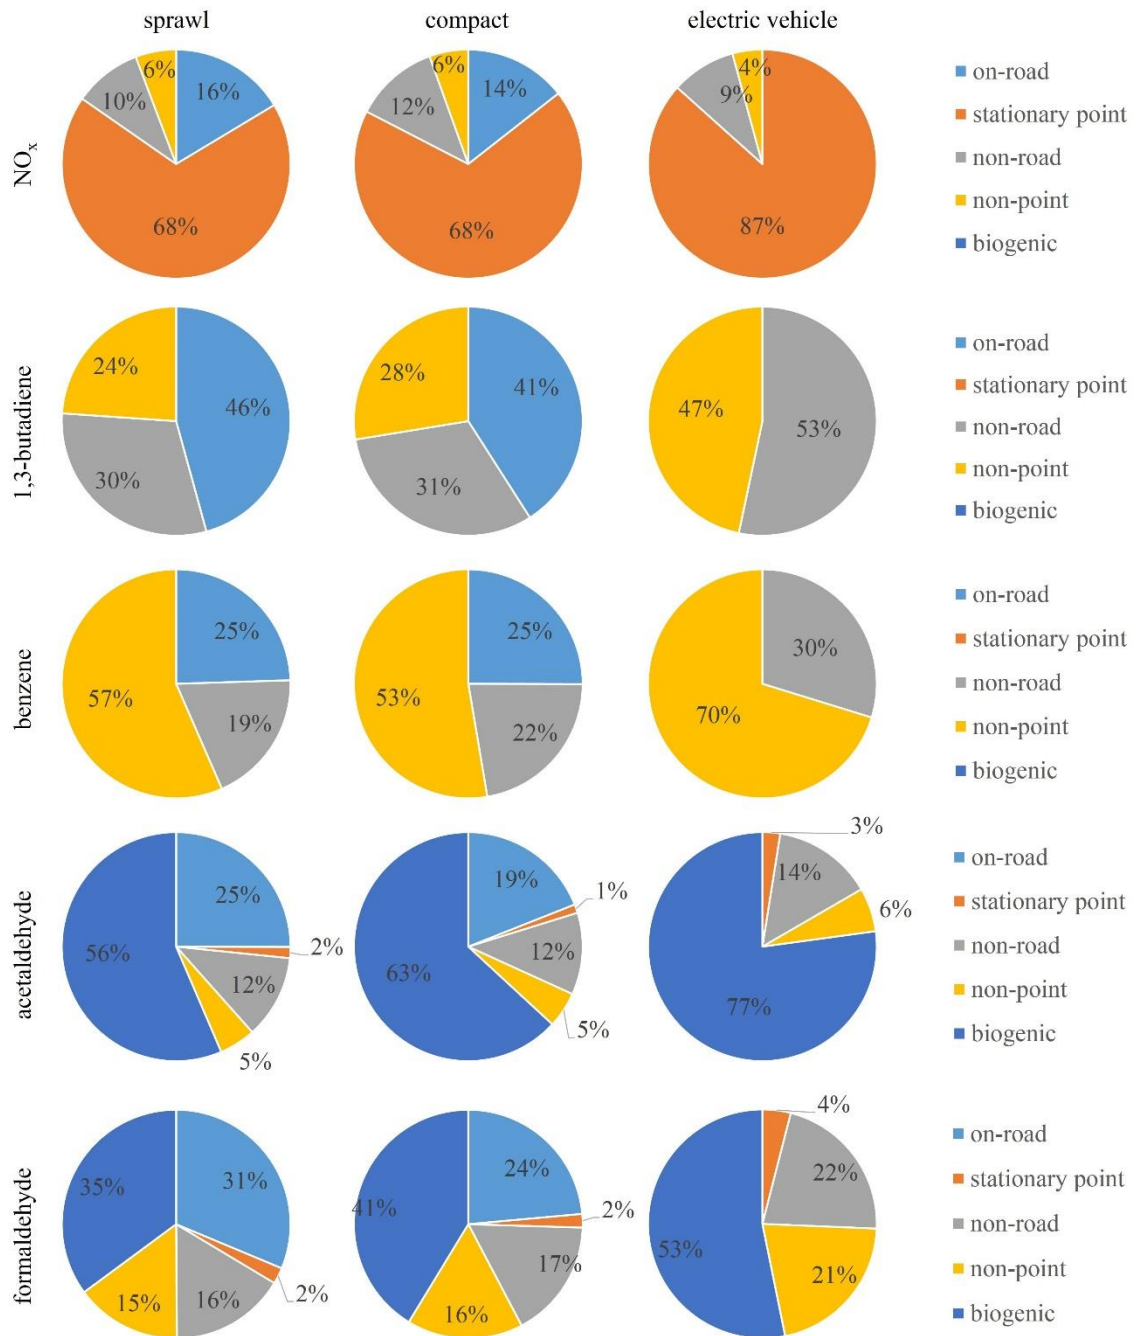 sprawl compact electric vehicle
NOx
6% 16% 10% 68%
6% 14% 12% 68%
4% 9% 87%
on-road
stationary point
non-road
non-point
biogenic
1,3-butadiene
24% 46% 30%
28% 41% 31%
47% 53%
on-road
stationary point
non-road
non-point
biogenic
benzene
25% 57% 19%
25% 53% 22%
30% 70%
on-road
stationary point
non-road
non-point
biogenic
acetaldehyde
25% 56% 2% 12% 5%
19% 1% 63% 12% 5%
3% 14% 6% 77%
on-road
stationary point
non-road
non-point
biogenic
formaldehyde
35% 31% 2% 15% 16%
24% 41% 2% 17% 16%
4% 22% 53% 21%
on-road
stationary point
non-road
non-point
biogenic